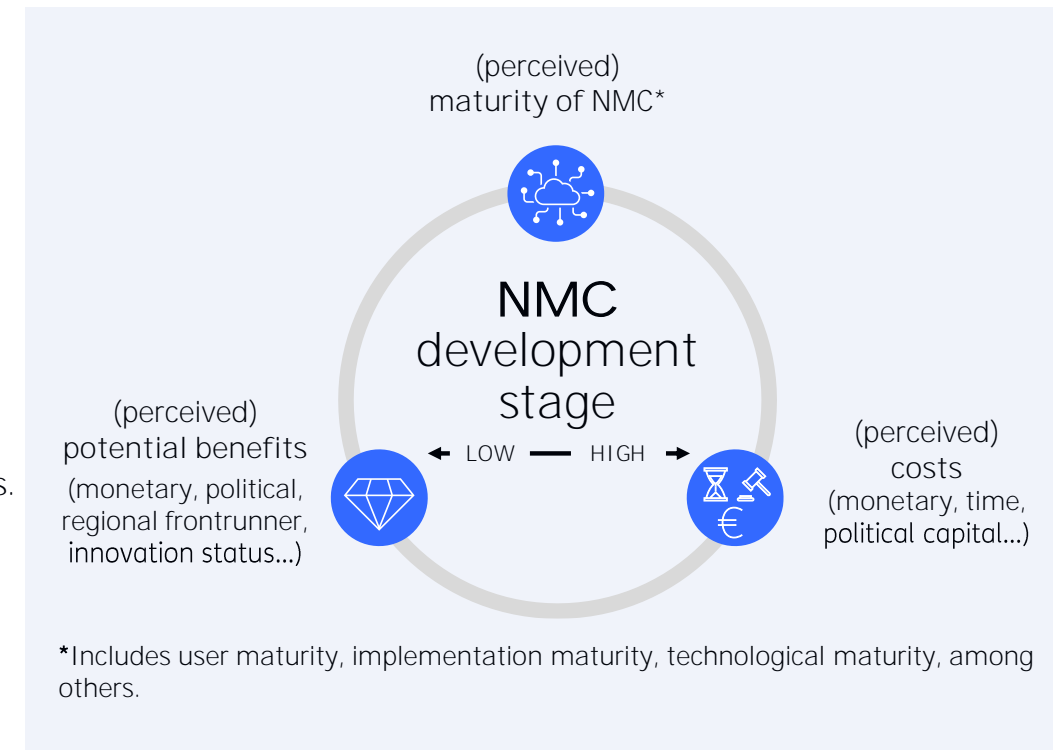 (perceived)
maturity of NMC*
NMC
development
stage
LOW HIGH
(perceived)
potential benefits
(monetary, political,
regional frontrunner,
innovation status...)
(perceived)
costs
(monetary, time,
political capital...)
s.
*Includes user maturity, implementation maturity, technological maturity, among
others.